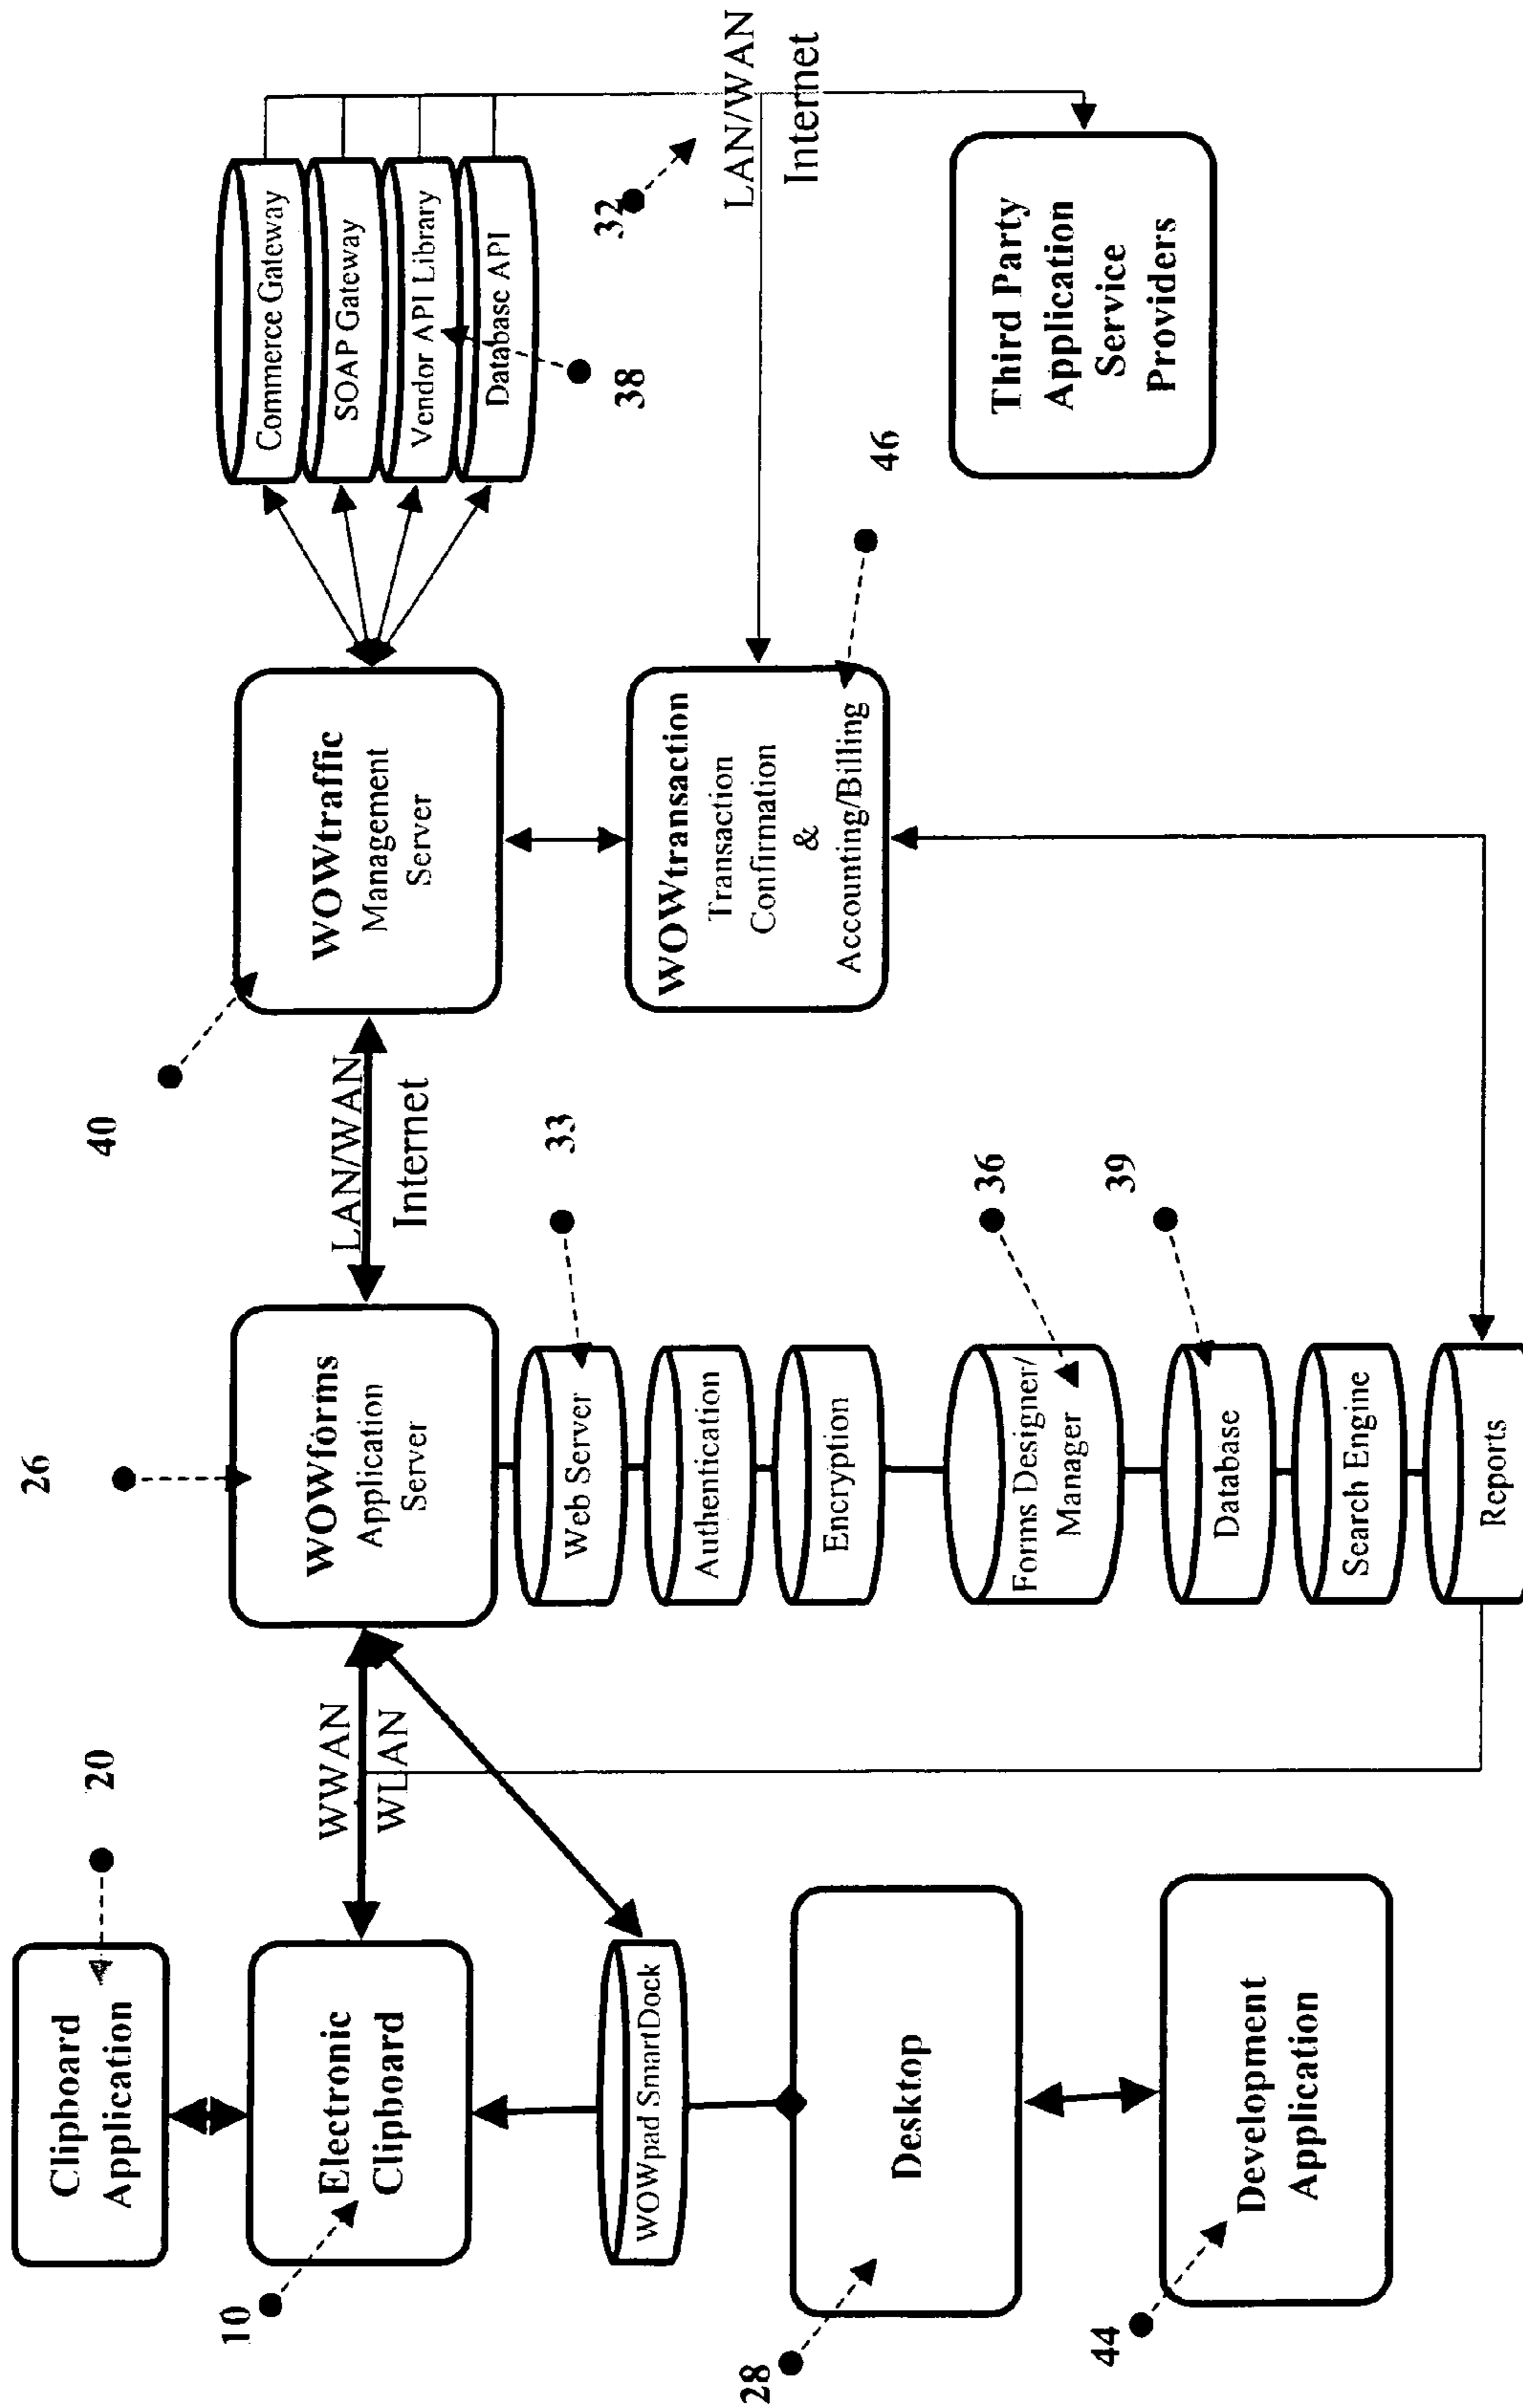 20
Clipboard
Application
10
Electronic
Clipboard
WWAN
WLAN
WOWpad SmartDock
28
Desktop
44
Development
Application
26
WOWforms
Application
Server
Web Server
33
Authentication
Encryption
Forms Designer/
Manager
36
Database
39
Search Engine
Reports
LAN/WAN
Internet
40
WOWtraffic
Management
Server
WOWtransaction
Transaction
Confirmation
&
Accounting/Billing
46
Commerce Gateway
SOAP Gateway
Vendor API Library
Database API
38
32
LAN/WAN
Internet
Third Party
Application
Service
Providers